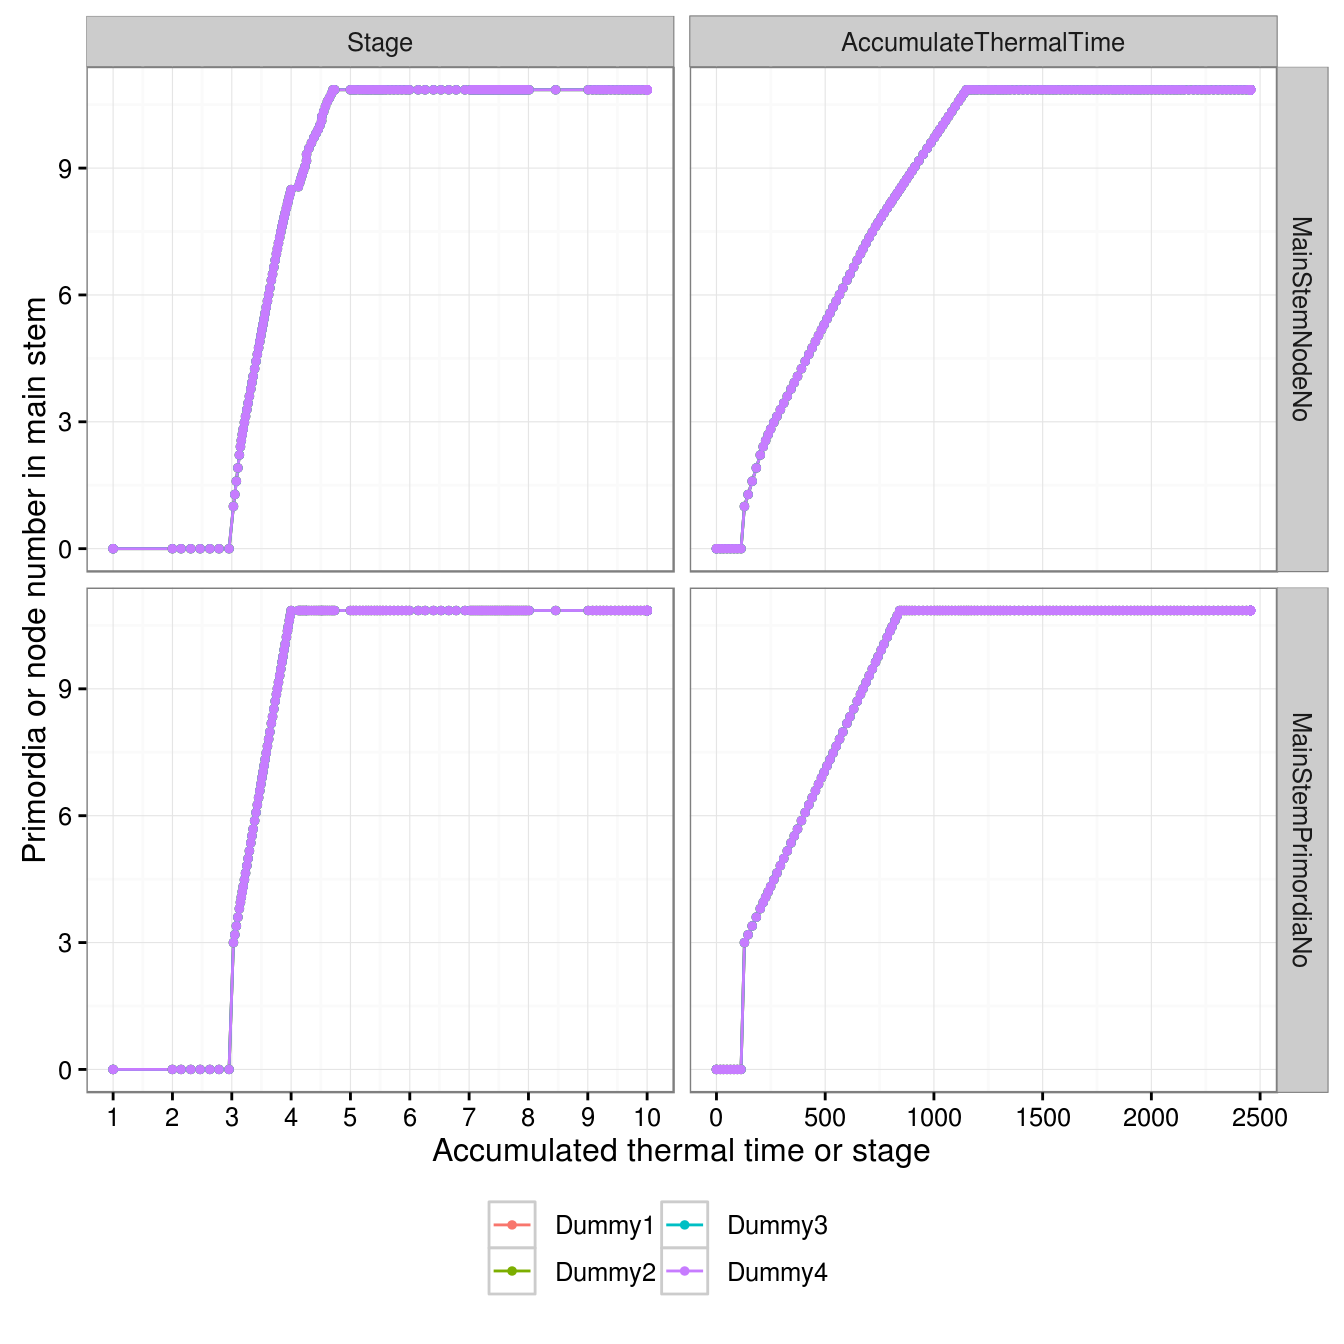 Stage
AccumulateThermalTime
Primordia or node number in main stem
9
6
3
0
MainStemNodeNo
9
6
3
0
MainStemPrimordiaNo
1 2 3 4 5 6 7 8 9 10
0 500 1000 1500 2000 2500
Accumulated thermal time or stage
Dummy1 Dummy3
Dummy2 Dummy4